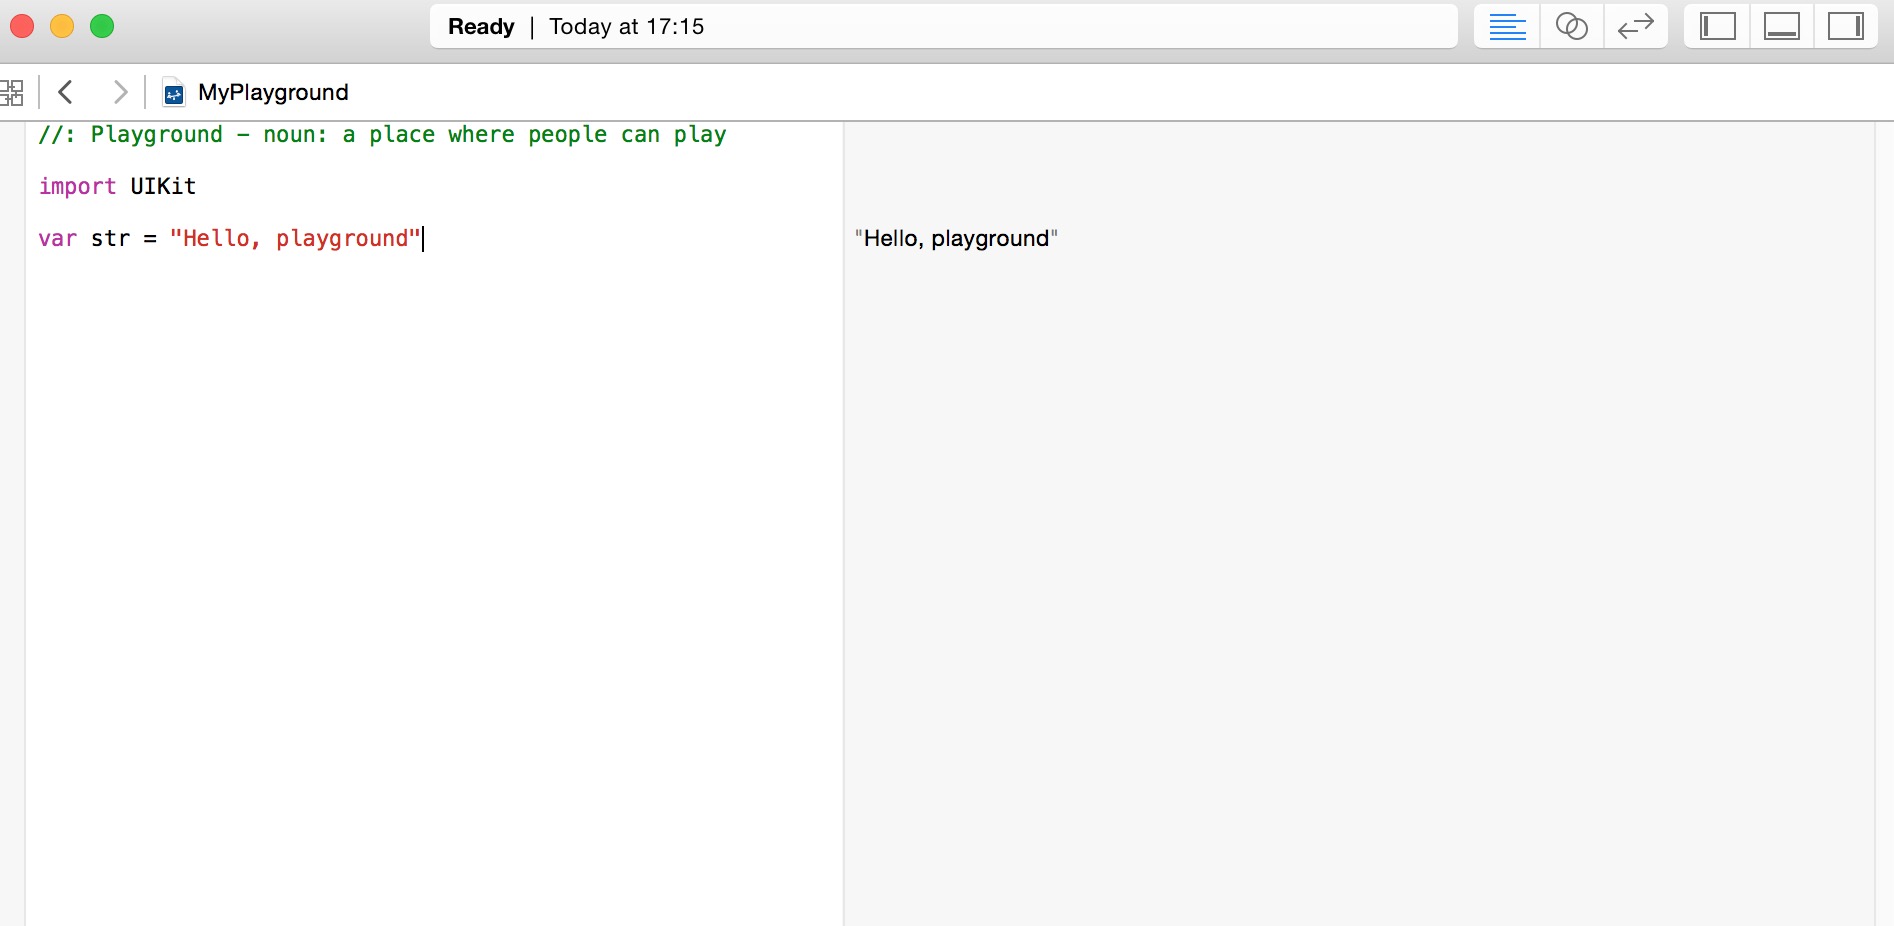 Ready | Today at 17:15
MyPlayground
//: Playground – noun: a place where people can play
import UIKit
var str = "Hello, playground"
"Hello, playground"